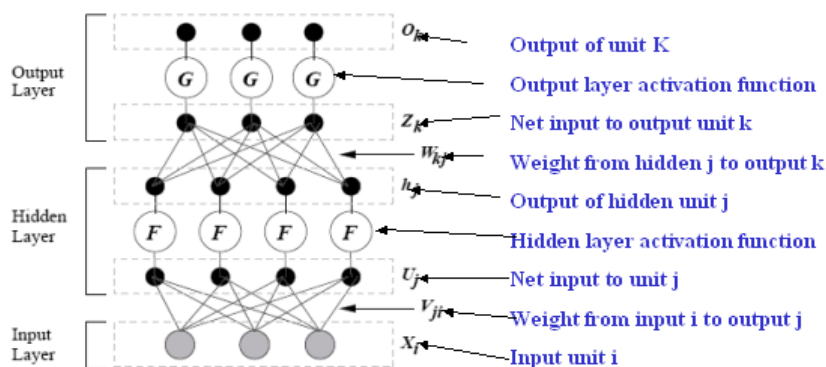 O_k Output of unit K
Output Layer
G G G Output layer activation function
Z_k Net input to output unit k
W_kj Weight from hidden j to output k
h_j Output of hidden unit j
Hidden Layer
F F F F Hidden layer activation function
U_j Net input to unit j
V_ji Weight from input i to output j
Input Layer
X_i Input unit i